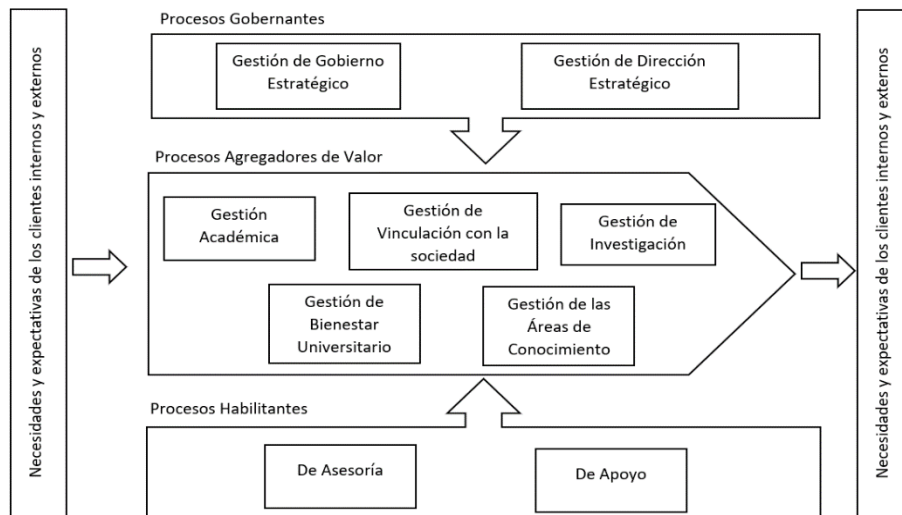 Necesidades y expectativas de los clientes internos y externos
Procesos Gobernantes
Gestión de Gobierno
Estratégico
Gestión de Dirección
Estratégico
Procesos Agregadores de Valor
Gestión
Académica
Gestión de
Vinculación con la
sociedad
Gestión de
Investigación
Gestión de
Bienestar
Universitario
Gestión de las
Áreas de
Conocimiento
Procesos Habilitantes
De Asesoría
De Apoyo
Necesidades y expectativas de los clientes internos y externos